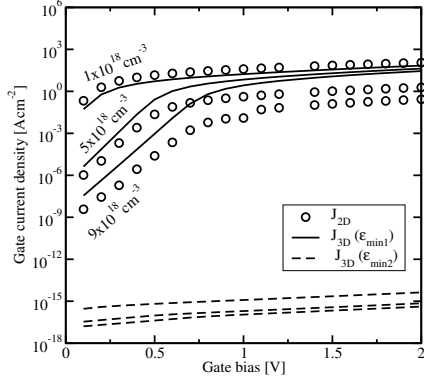 10^6
10^3
10^0
10^-3
10^-6
10^-9
10^-12
10^-15
10^-18
Gate current density [Acm^-2]
1x10^18 cm^-3
5x10^18 cm^-3
9x10^18 cm^-3
J_2D
J_3D (ε_min1)
J_3D (ε_min2)
0 0.5 1 1.5 2
Gate bias [V]